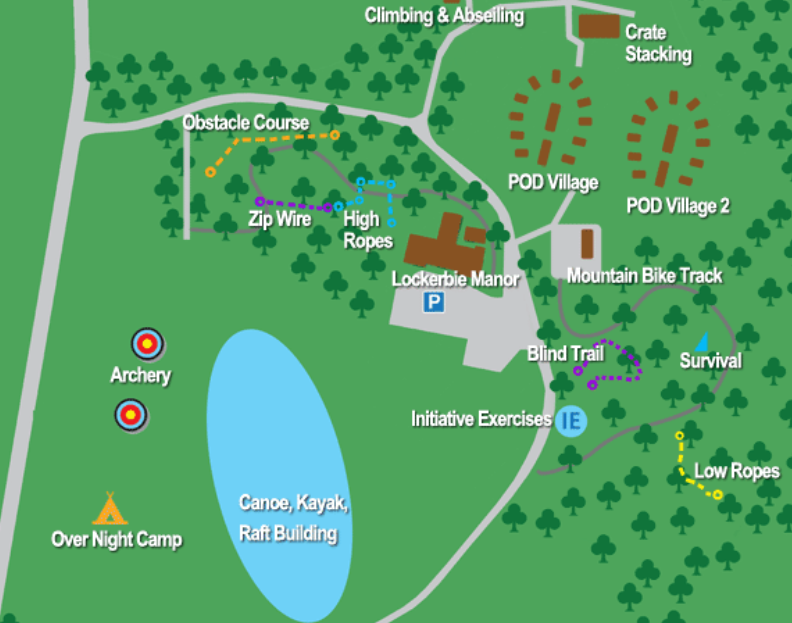 Climbing & Abseiling
Crate
Stacking
Obstacle Course
POD Village
POD Village 2
Zip Wire
High
Ropes
Lockerbie Manor
P
Mountain Bike Track
Blind Trail
Survival
Archery
Initiative Exercises
IE
Low Ropes
Canoe, Kayak,
Raft Building
Over Night Camp